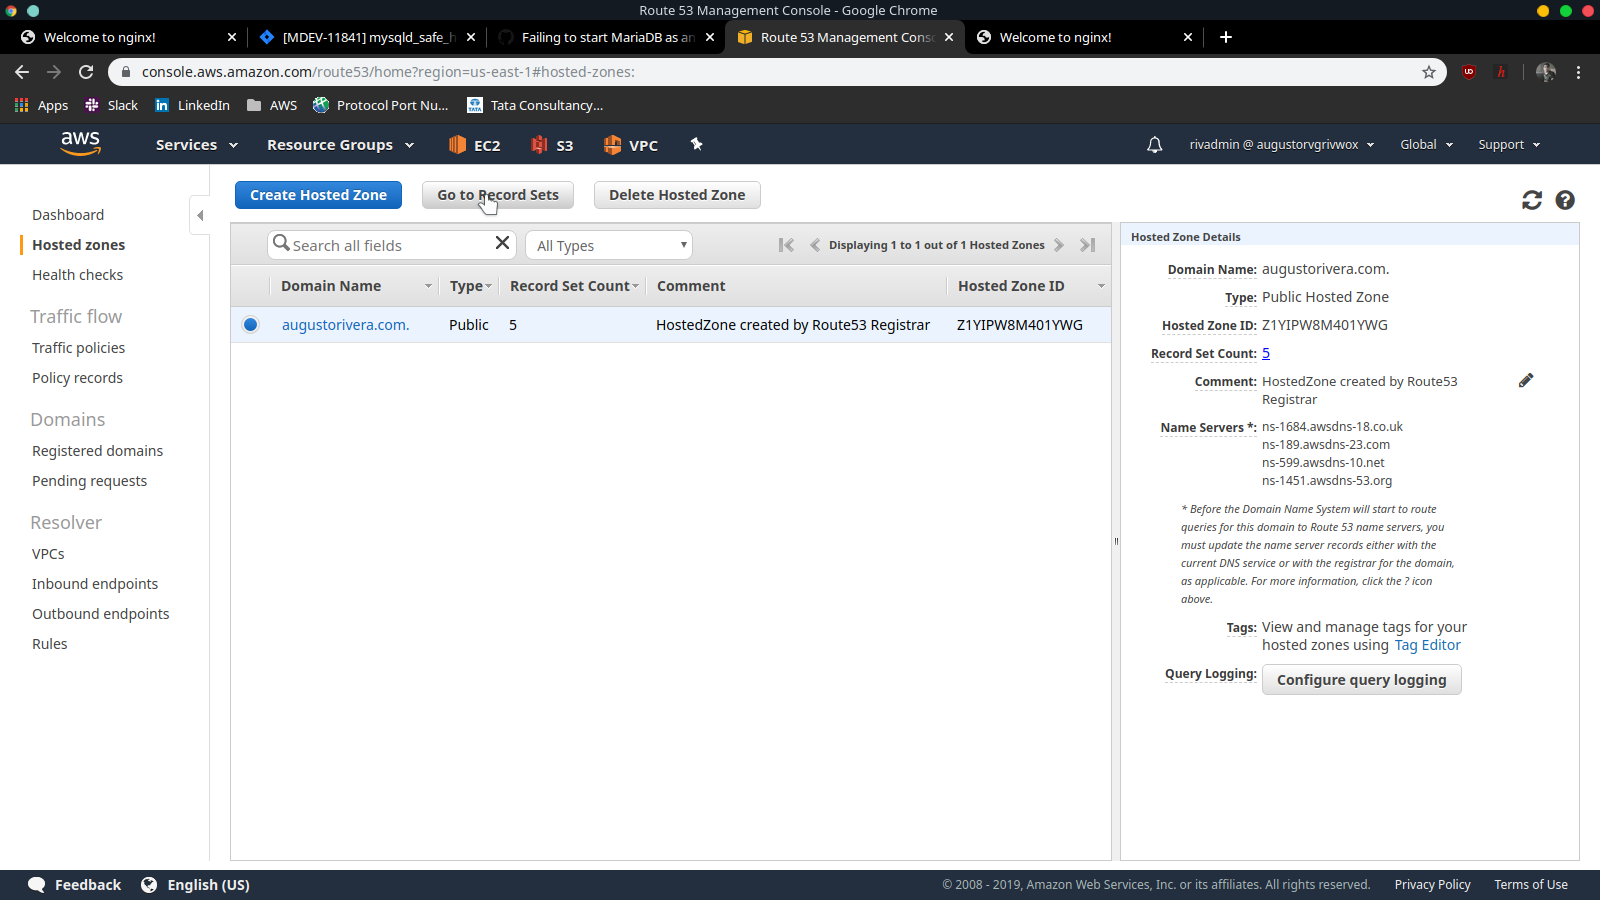 Route 53 Management Console - Google Chrome
Welcome to nginx!
[MDEV-11841] mysqld_safe_h
Failing to start MariaDB as an
Route 53 Management Conso
Welcome to nginx!
console.aws.amazon.com/route53/home?region=us-east-1#hosted-zones:
Apps
Slack
LinkedIn
AWS
Protocol Port Nu...
Tata Consultancy...
aws
Services
Resource Groups
EC2
S3
VPC
rivadmin @ augustorvgrivwox
Global
Support
Dashboard
Hosted zones
Health checks
Traffic flow
Traffic policies
Policy records
Domains
Registered domains
Pending requests
Resolver
VPCs
Inbound endpoints
Outbound endpoints
Rules
Create Hosted Zone
Go to Record Sets
Delete Hosted Zone
Search all fields
All Types
Displaying 1 to 1 out of 1 Hosted Zones
Domain Name Type Record Set Count Comment Hosted Zone ID
augustorivera.com. Public 5 HostedZone created by Route53 Registrar Z1YIPW8M401YWG
Hosted Zone Details
Domain Name: augustorivera.com.
Type: Public Hosted Zone
Hosted Zone ID: Z1YIPW8M401YWG
Record Set Count: 5
Comment: HostedZone created by Route53
Registrar
Name Servers *: ns-1684.awsdns-18.co.uk
ns-189.awsdns-23.com
ns-599.awsdns-10.net
ns-1451.awsdns-53.org
* Before the Domain Name System will start to route
queries for this domain to Route 53 name servers, you
must update the name server records either with the
current DNS service or with the registrar for the domain,
as applicable. For more information, click the ? icon
above.
Tags: View and manage tags for your
hosted zones using Tag Editor
Query Logging: Configure query logging
Feedback
English (US)
© 2008 - 2019, Amazon Web Services, Inc. or its affiliates. All rights reserved.
Privacy Policy
Terms of Use